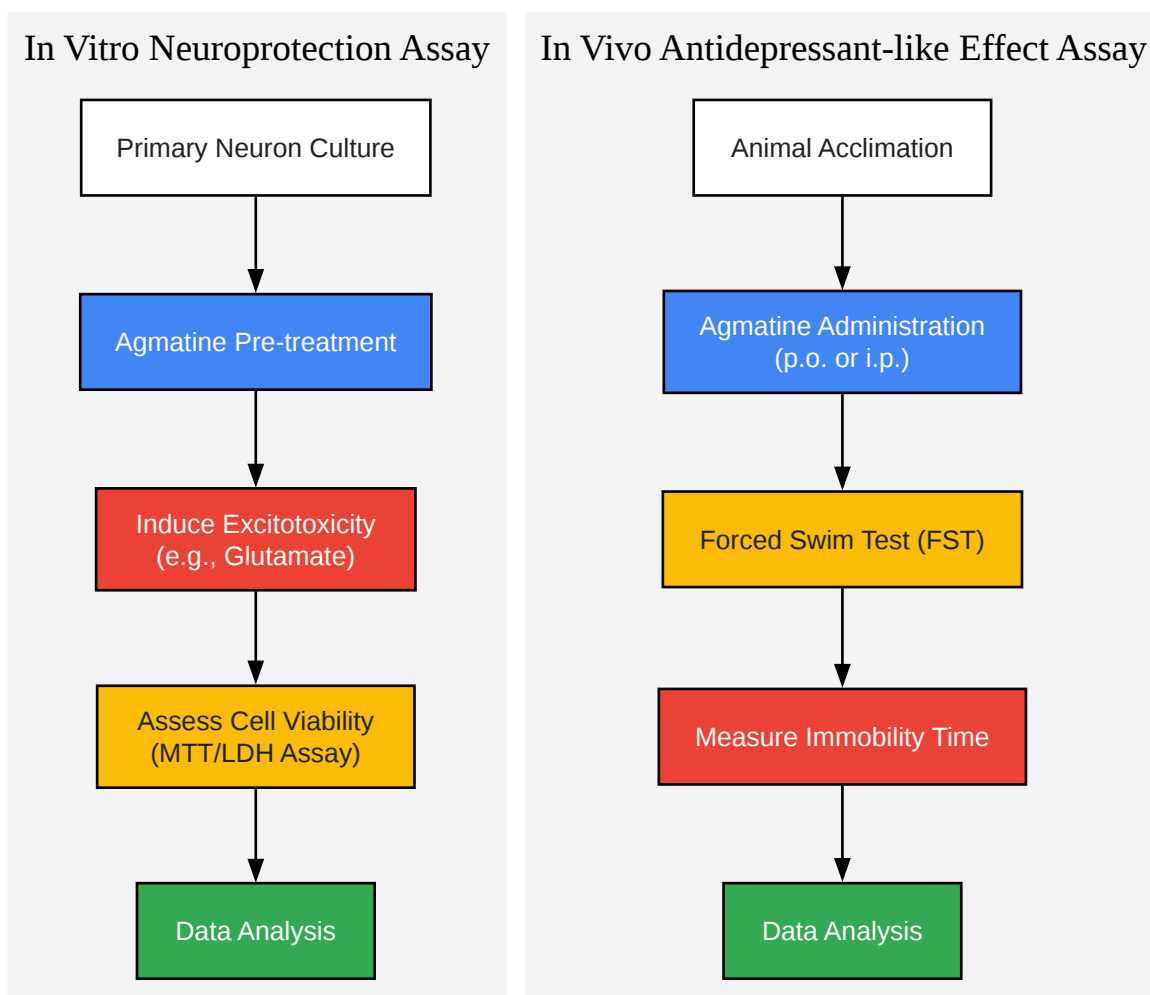 In Vitro Neuroprotection Assay
Primary Neuron Culture
Agmatine Pre-treatment
Induce Excitotoxicity
(e.g., Glutamate)
Assess Cell Viability
(MTT/LDH Assay)
Data Analysis
In Vivo Antidepressant-like Effect Assay
Animal Acclimation
Agmatine Administration
(p.o. or i.p.)
Forced Swim Test (FST)
Measure Immobility Time
Data Analysis